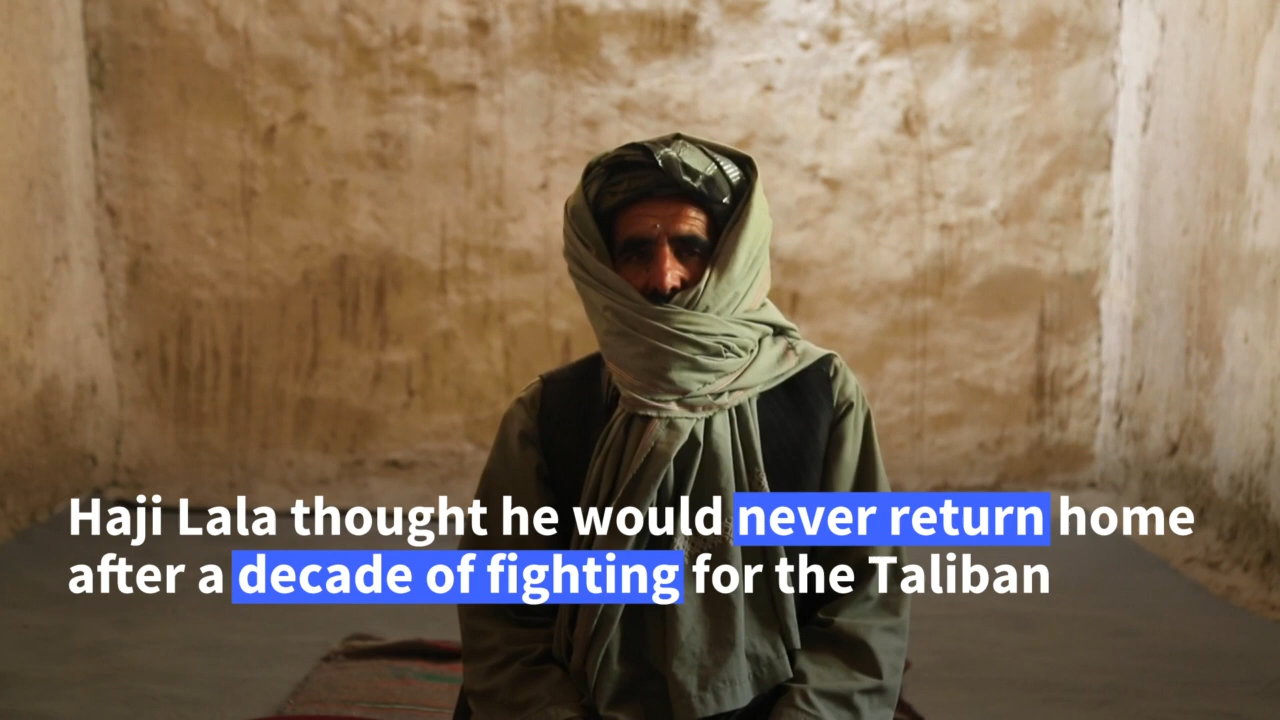 Haji Lala thought he would never return home
after a decade of fighting for the Taliban